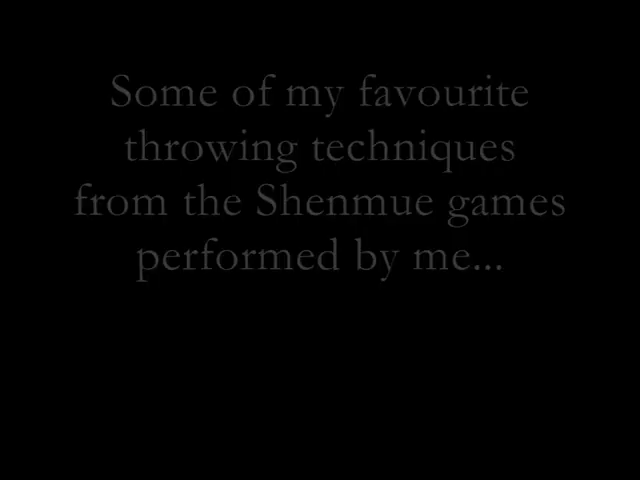 Some of my favourite
throwing techniques
from the Shenmue games
performed by me...